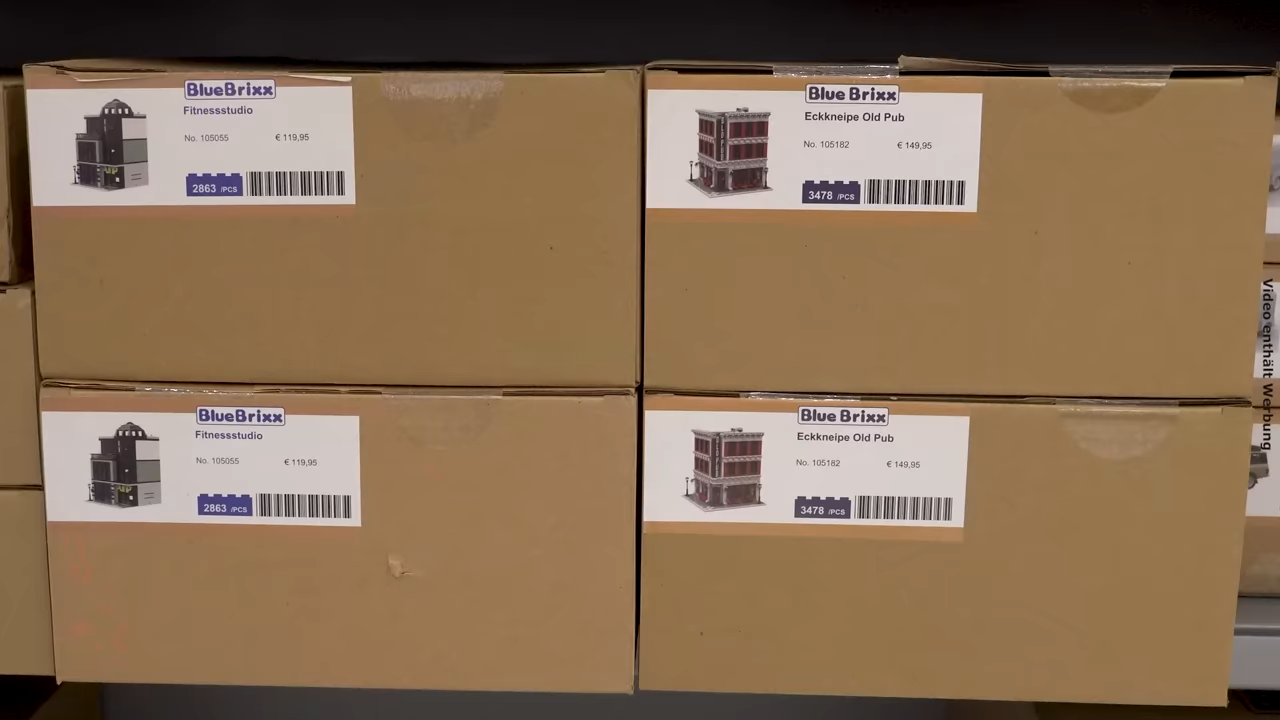 BlueBrixx
Fitnessstudio
No. 105055 € 119,95
2863 /PCS
BlueBrixx
Eckkneipe Old Pub
No. 105182 € 149,95
3478 /PCS
BlueBrixx
Fitnessstudio
No. 105055 € 119,95
2863 /PCS
BlueBrixx
Eckkneipe Old Pub
No. 105182 € 149,95
3478 /PCS
Video enthält Werbung